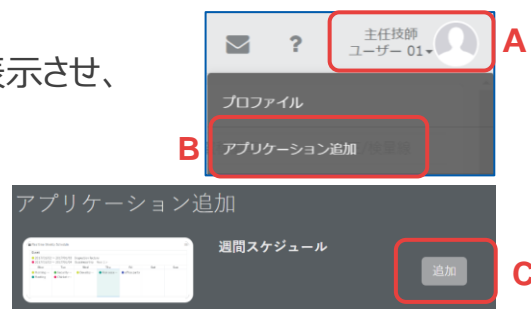 主任技師
ユーザー 01
A
?
表示させ、
プロファイル
B
アプリケーション追加
アプリケーション追加
週間スケジュール
追加
C